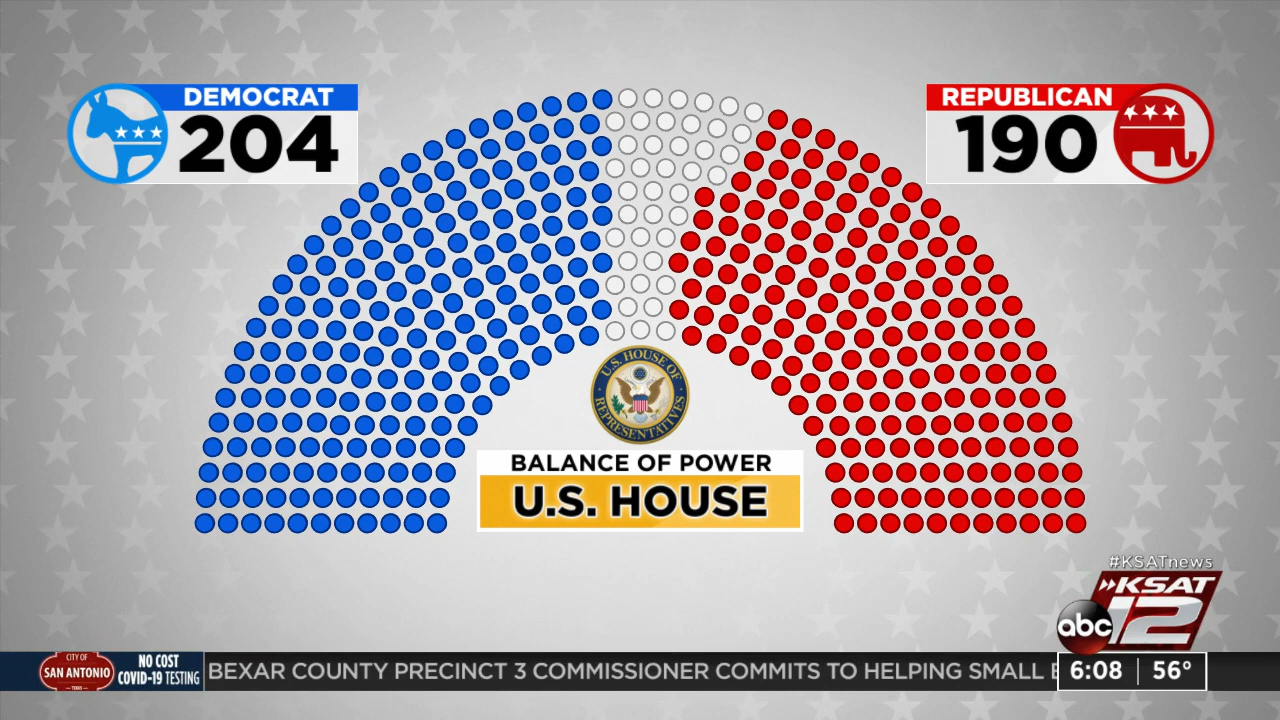 DEMOCRAT
204
REPUBLICAN
190
U.S. HOUSE OF
REPRESENTATIVES
BALANCE OF POWER
U.S. HOUSE
#KSATnews
KSAT
abc 12
CITY OF
SAN ANTONIO
TEXAS
NO COST
COVID-19 TESTING
BEXAR COUNTY PRECINCT 3 COMMISSIONER COMMITS TO HELPING SMALL
6:08 56°